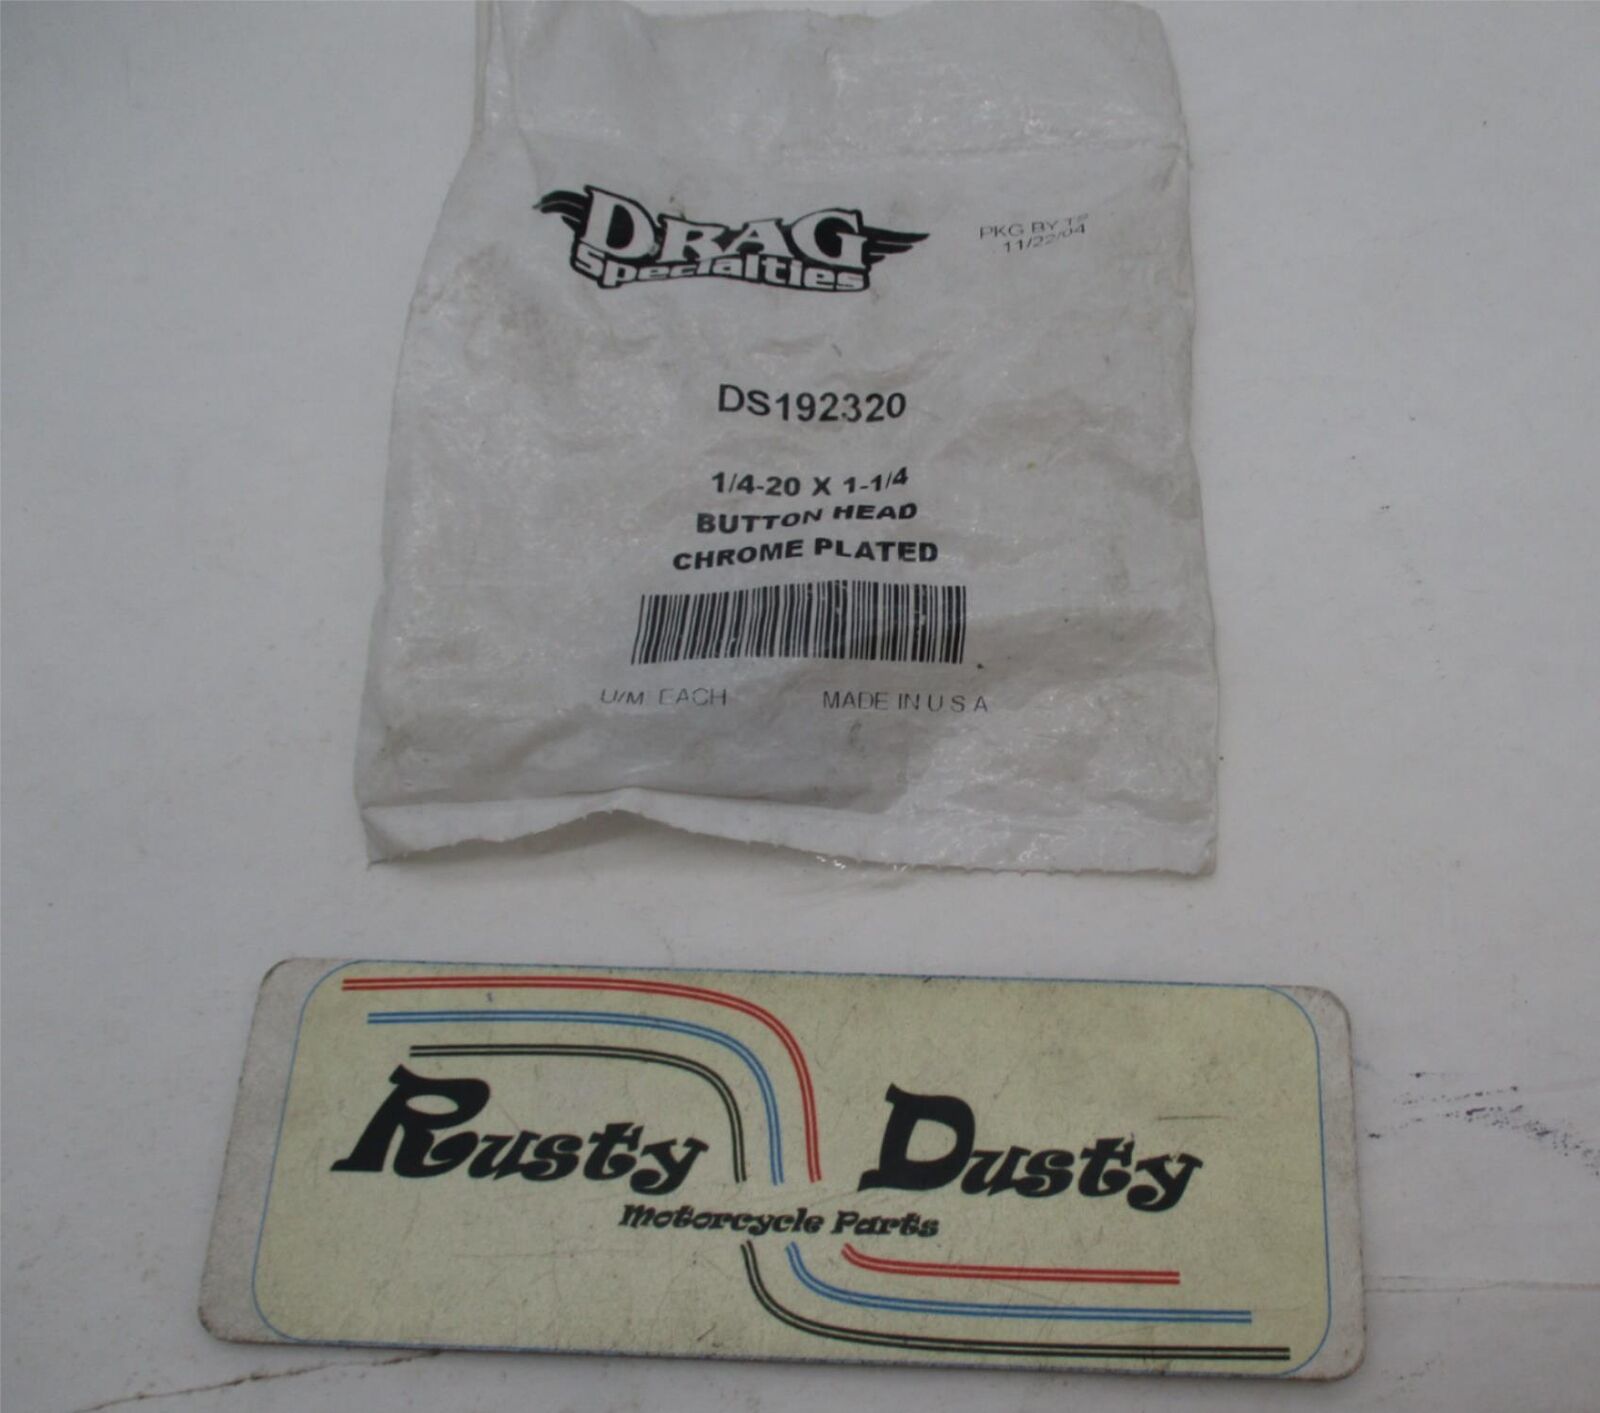 DRAG
Specialties
PKG BY TP
11/22/04
DS192320
1/4-20 X 1-1/4
BUTTON HEAD
CHROME PLATED
U/M EACH MADE IN U S A
Rusty Dusty
Motorcycle Parts